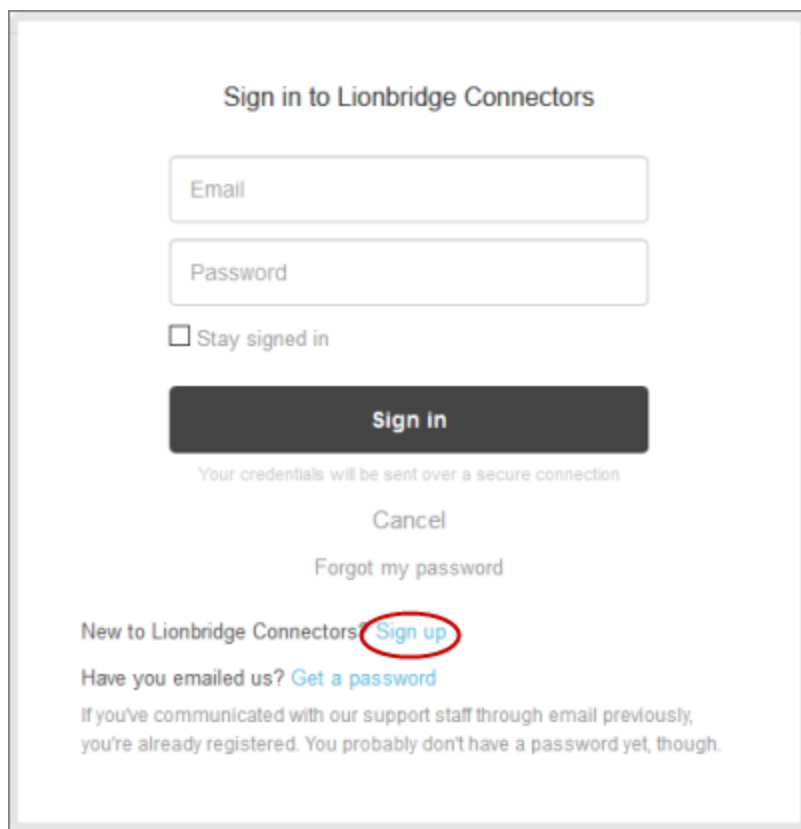 Sign in to Lionbridge Connectors
Email
Password
Stay signed in
Sign in
Your credentials will be sent over a secure connection
Cancel
Forgot my password
New to Lionbridge Connectors? Sign up
Have you emailed us? Get a password
If you've communicated with our support staff through email previously,
you're already registered. You probably don't have a password yet, though.